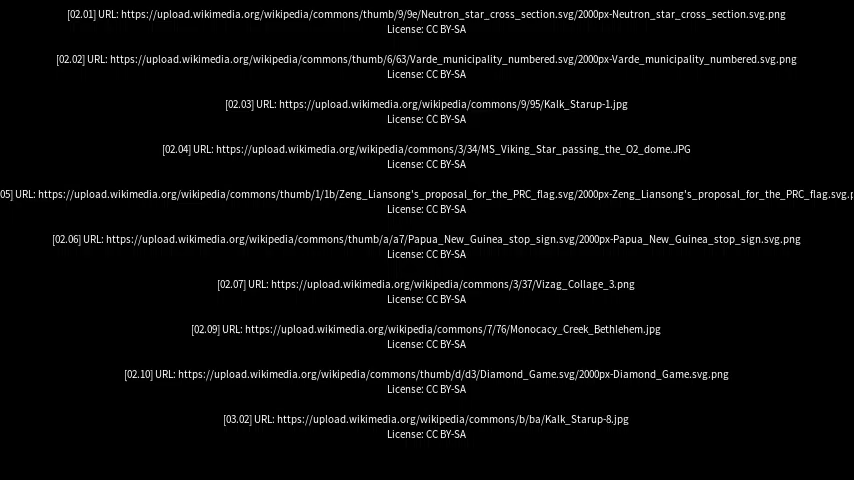 [02.01] URL: https://upload.wikimedia.org/wikipedia/commons/thumb/9/9e/Neutron_star_cross_section.svg/2000px-Neutron_star_cross_section.svg.png
License: CC BY-SA
[02.02] URL: https://upload.wikimedia.org/wikipedia/commons/thumb/6/63/Varde_municipality_numbered.svg/2000px-Varde_municipality_numbered.svg.png
License: CC BY-SA
[02.03] URL: https://upload.wikimedia.org/wikipedia/commons/9/95/Kalk_Starup-1.jpg
License: CC BY-SA
[02.04] URL: https://upload.wikimedia.org/wikipedia/commons/3/34/MS_Viking_Star_passing_the_O2_dome.JPG
License: CC BY-SA
05] URL: https://upload.wikimedia.org/wikipedia/commons/thumb/1/1b/Zeng_Liansong's_proposal_for_the_PRC_flag.svg/2000px-Zeng_Liansong's_proposal_for_the_PRC_flag.svg.p
License: CC BY-SA
[02.06] URL: https://upload.wikimedia.org/wikipedia/commons/thumb/a/a7/Papua_New_Guinea_stop_sign.svg/2000px-Papua_New_Guinea_stop_sign.svg.png
License: CC BY-SA
[02.07] URL: https://upload.wikimedia.org/wikipedia/commons/3/37/Vizag_Collage_3.png
License: CC BY-SA
[02.09] URL: https://upload.wikimedia.org/wikipedia/commons/7/76/Monocacy_Creek_Bethlehem.jpg
License: CC BY-SA
[02.10] URL: https://upload.wikimedia.org/wikipedia/commons/thumb/d/d3/Diamond_Game.svg/2000px-Diamond_Game.svg.png
License: CC BY-SA
[03.02] URL: https://upload.wikimedia.org/wikipedia/commons/b/ba/Kalk_Starup-8.jpg
License: CC BY-SA